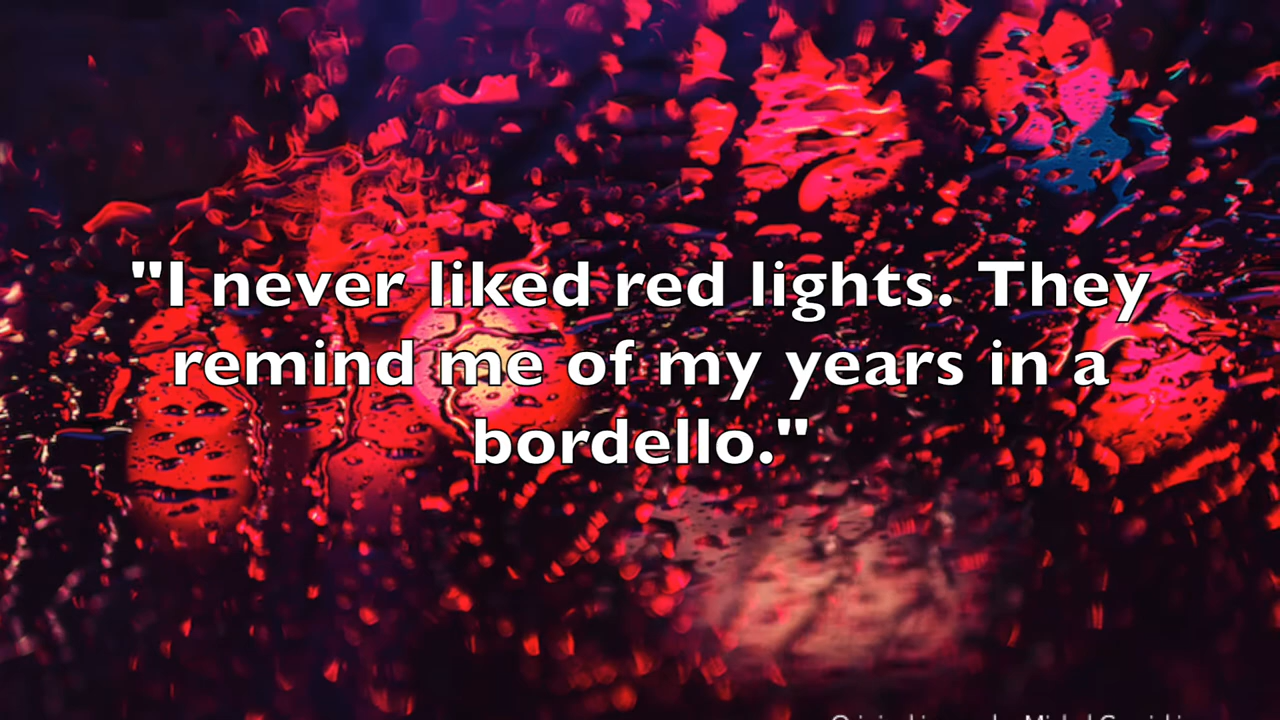 "I never liked red lights. They
remind me of my years in a
bordello."